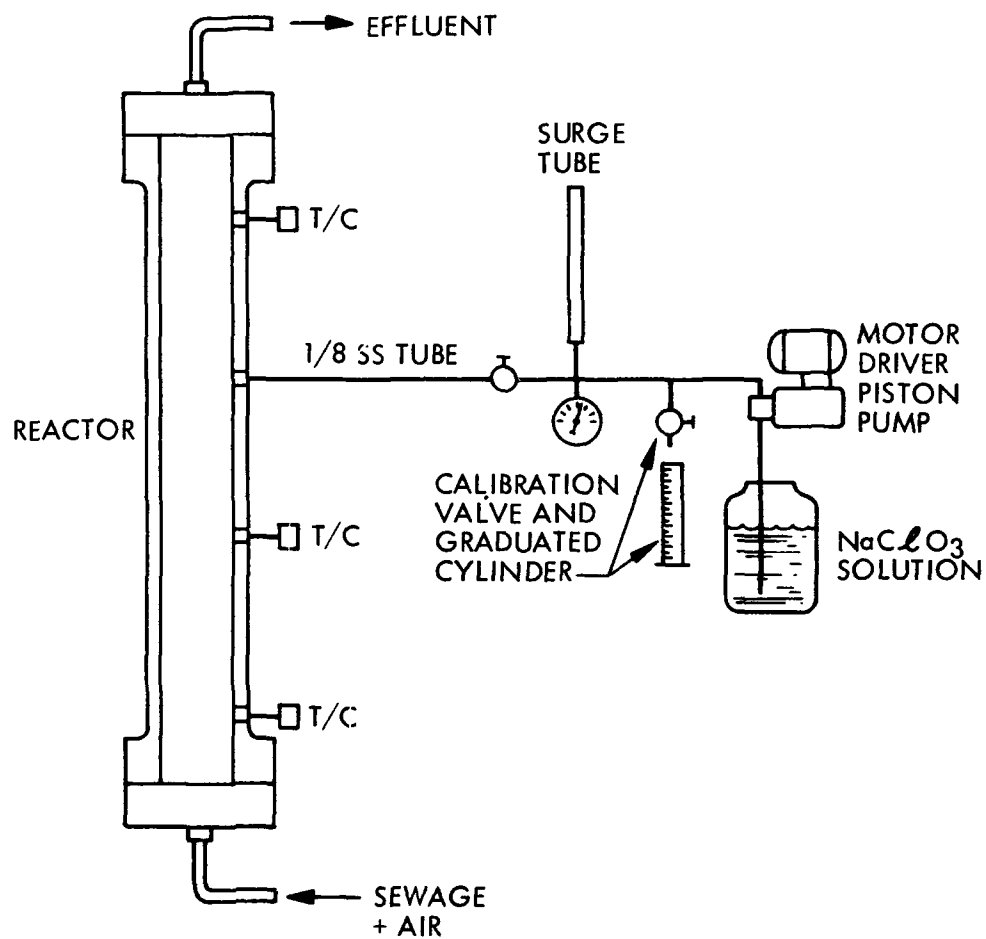 EFFLUENT
SURGE
TUBE
T/C
1/8 SS TUBE
MOTOR
DRIVER
PISTON
PUMP
REACTOR
CALIBRATION
VALVE AND
GRADUATED
CYLINDER
NaClO3
SOLUTION
T/C
T/C
SEWAGE
+ AIR